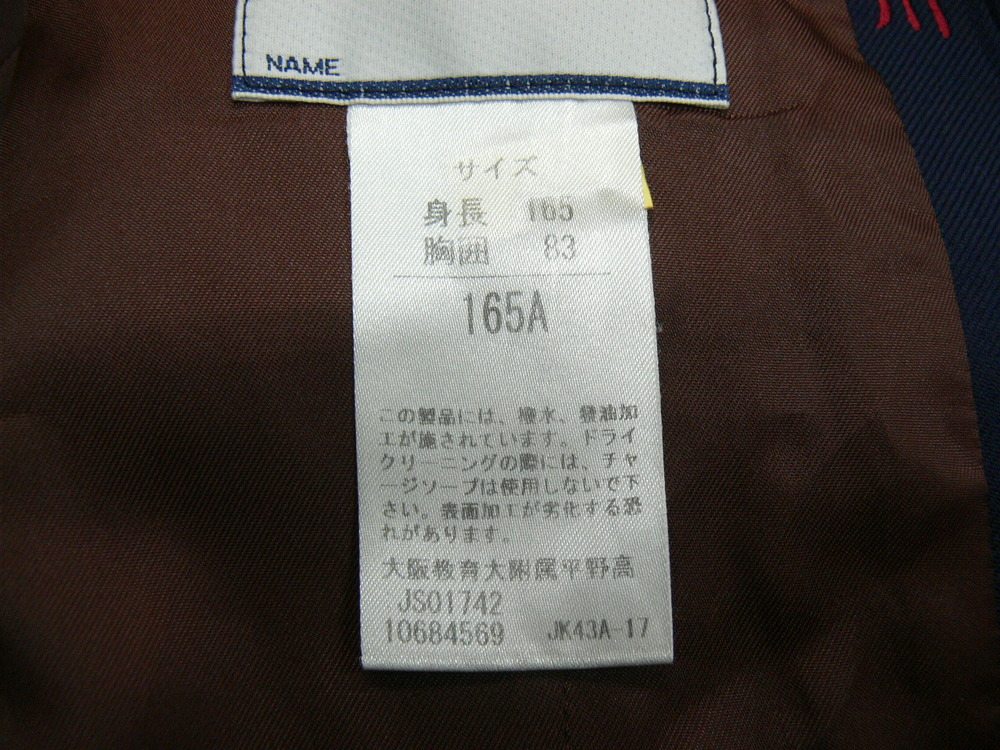 NAME
サイズ
身長 165
胸囲 83
165A
この製品には、撥水、撥油加
工が施されています。ドライ
クリーニングの際には、チャ
ージソープは使用しないで下
さい。表面加工が劣化する恐
れがあります。
大阪教育大附属平野高
JS01742
10684569 JK43A-17